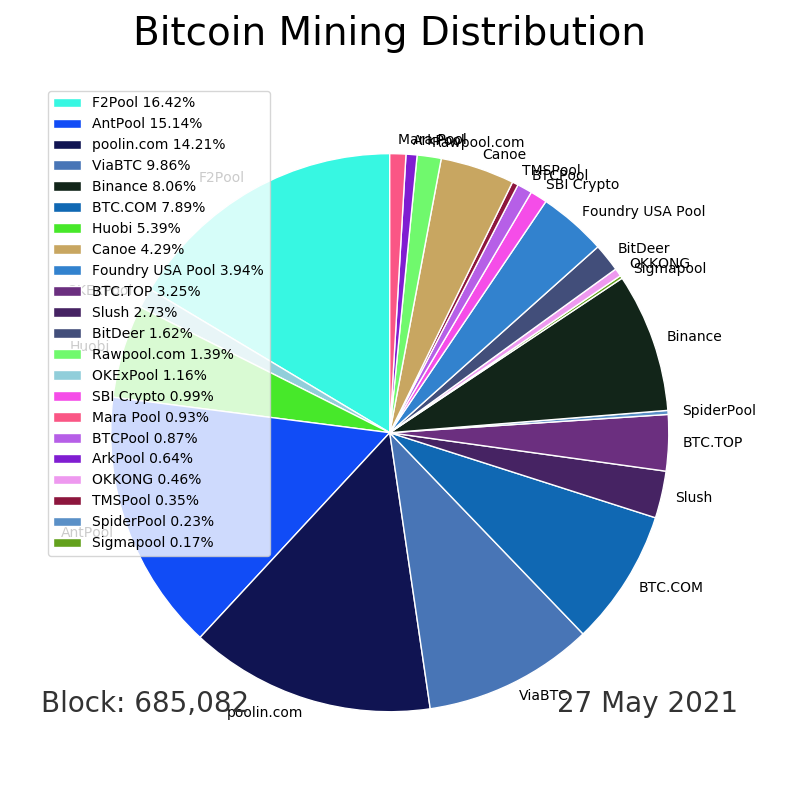 Bitcoin Mining Distribution
F2Pool 16.42%
AntPool 15.14%
poolin.com 14.21%
ViaBTC 9.86%
Binance 8.06%
BTC.COM 7.89%
Huobi 5.39%
Canoe 4.29%
Foundry USA Pool 3.94%
BTC.TOP 3.25%
Slush 2.73%
BitDeer 1.62%
Rawpool.com 1.39%
OKExPool 1.16%
SBI Crypto 0.99%
Mara Pool 0.93%
BTCPool 0.87%
ArkPool 0.64%
OKKONG 0.46%
TMSPool 0.35%
SpiderPool 0.23%
Sigmapool 0.17%
Mara Pool
ArkPool
Rawpool.com
Canoe
TMSPool
BTCPool
SBI Crypto
Foundry USA Pool
BitDeer
OKKONG
Sigmapool
Binance
SpiderPool
BTC.TOP
Slush
BTC.COM
ViaBTC
poolin.com
AntPool
Huobi
F2Pool
Block: 685,082
27 May 2021